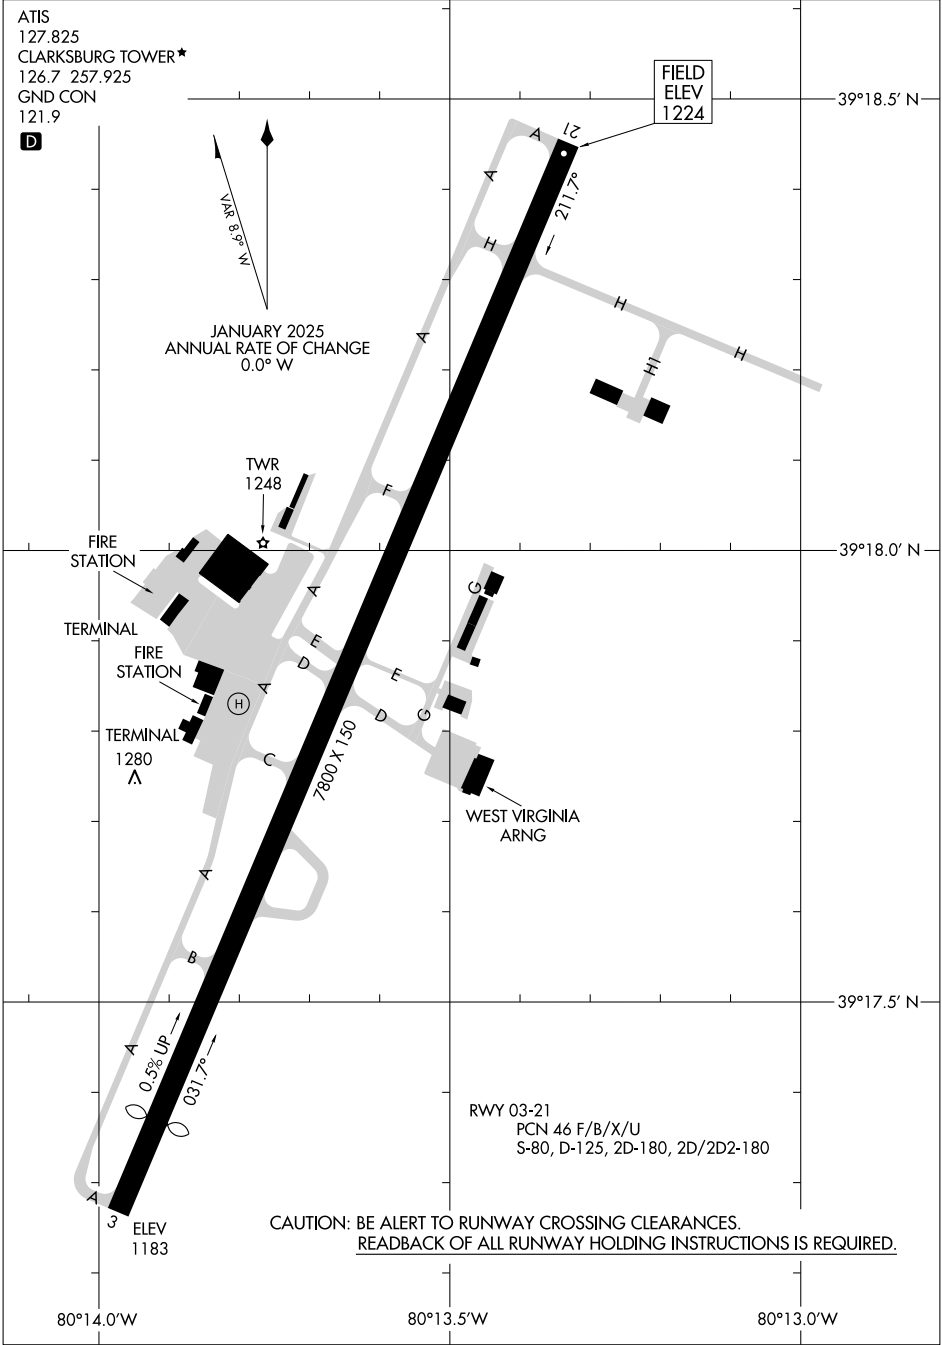 ATIS
127.825
CLARKSBURG TOWER★
126.7 257.925
GND CON
121.9
D
FIELD
ELEV
1224
39°18.5' N
21
A
A
211.7°
H
VAR 8.9° W
JANUARY 2025
ANNUAL RATE OF CHANGE
0.0° W
H
A
H
H1
TWR
1248
F
FIRE
STATION
39°18.0' N
A
G
TERMINAL
E
FIRE
STATION
D
E
A
H
D
G
TERMINAL
1280
C
7800 X 150
WEST VIRGINIA
ARNG
A
B
39°17.5' N
A
0.5% UP
031.7°
RWY 03-21
PCN 46 F/B/X/U
S-80, D-125, 2D-180, 2D/2D2-180
A
3
ELEV
1183
CAUTION: BE ALERT TO RUNWAY CROSSING CLEARANCES.
READBACK OF ALL RUNWAY HOLDING INSTRUCTIONS IS REQUIRED.
80°14.0'W
80°13.5'W
80°13.0'W